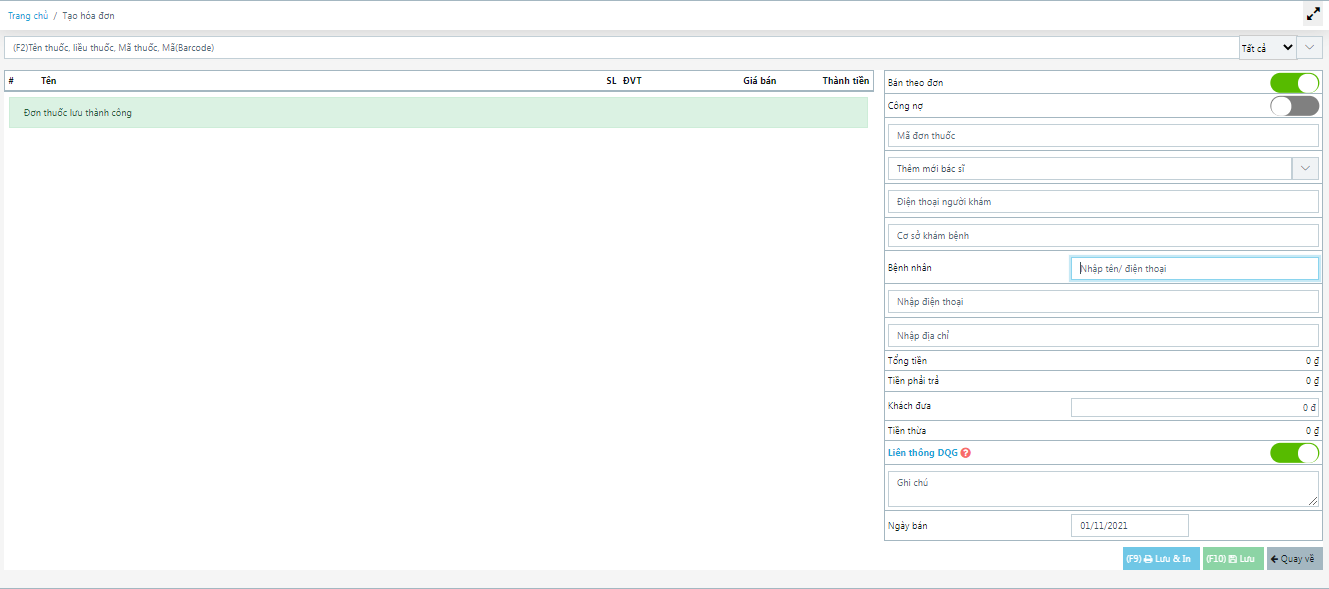 Trang chủ / Tạo hóa đơn
(F2)Tên thuốc, liều thuốc, Mã thuốc, Mã(Barcode)
Tất cả
# Tên SL ĐVT Giá bán Thành tiền
Đơn thuốc lưu thành công
Bán theo đơn
Công nợ
Mã đơn thuốc
Thêm mới bác sĩ
Điện thoại người khám
Cơ sở khám bệnh
Bệnh nhân Nhập tên/ điện thoại
Nhập điện thoại
Nhập địa chỉ
Tổng tiền 0 ₫
Tiền phải trả 0 ₫
Khách đưa 0 đ
Tiền thừa 0 ₫
Liên thông DQG ?
Ghi chú
Ngày bán 01/11/2021
(F9) Lưu & In (F10) Lưu Quay về